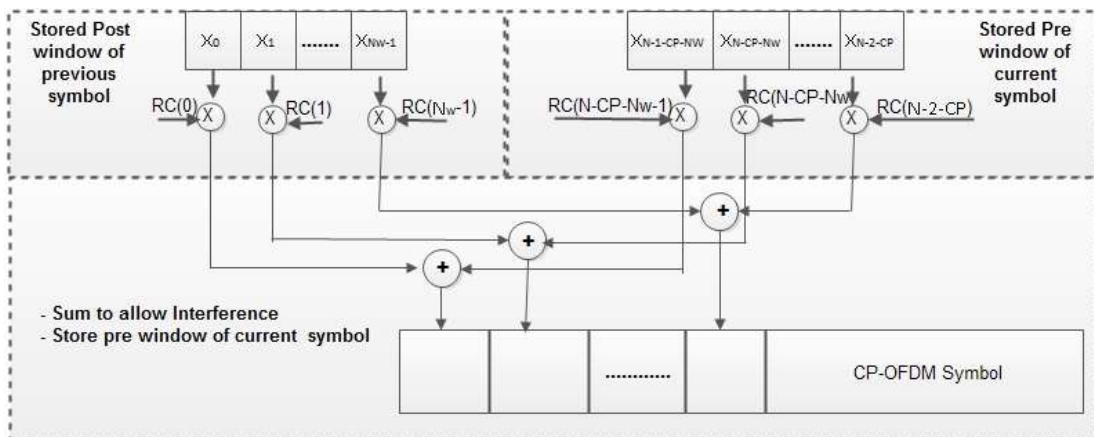 Stored Post
window of
previous
symbol
X0 X1 ....... XNw-1
RC(0) X X RC(1) X RC(Nw-1)
XN-1-CP-NW XN-CP-Nw ....... XN-2-CP
RC(N-CP-Nw-1) X RC(N-CP-Nw X RC(N-2-CP) X
Stored Pre
window of
current
symbol
+
+
+
- Sum to allow Interference
- Store pre window of current symbol
............
CP-OFDM Symbol